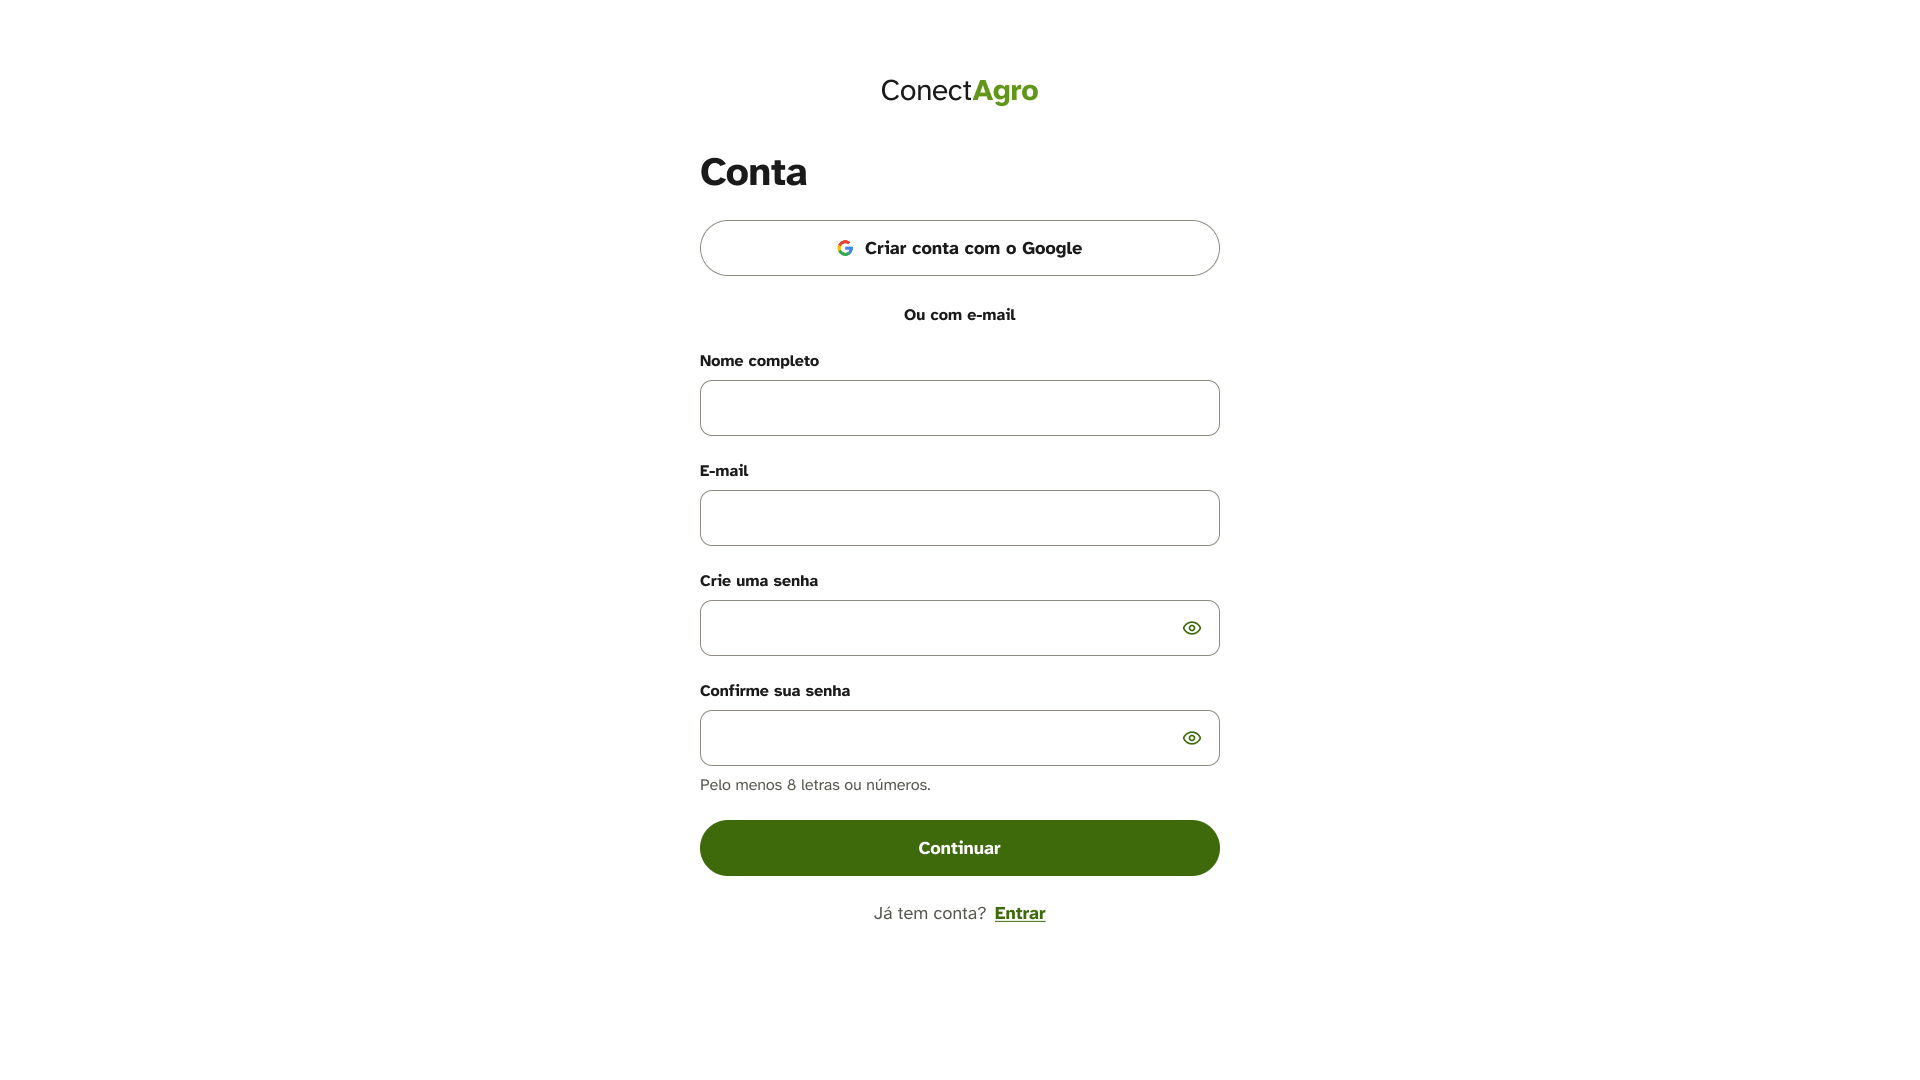 ConectAgro
Conta
Criar conta com o Google
Ou com e-mail
Nome completo
E-mail
Crie uma senha
Confirme sua senha
Pelo menos 8 letras ou números.
Continuar
Já tem conta? Entrar